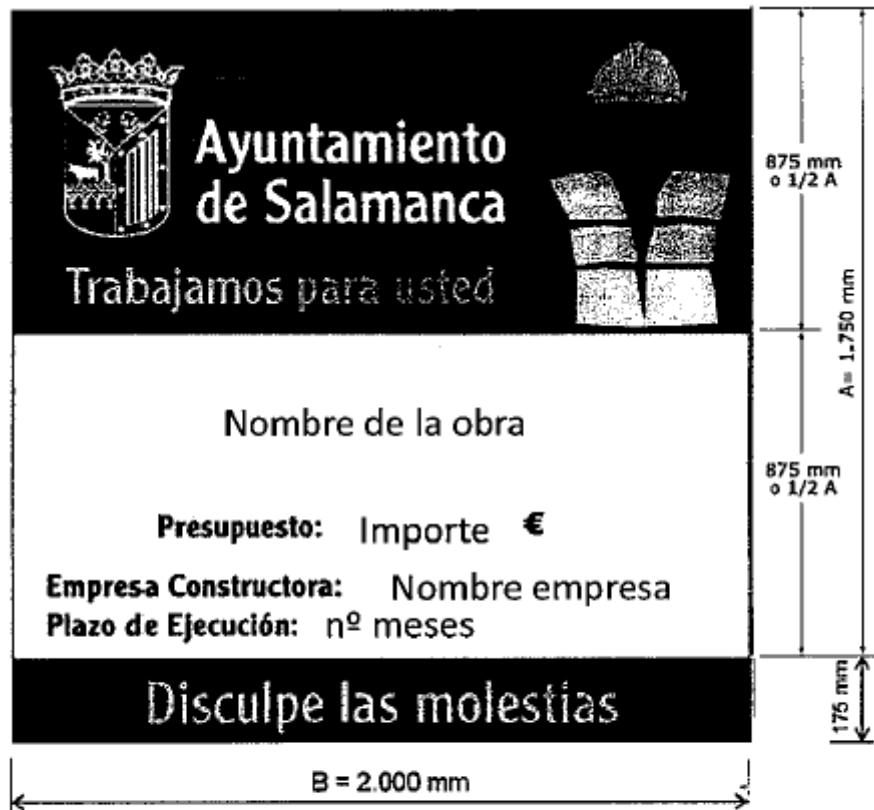 Ayuntamiento
de Salamanca
Trabajamos para usted
Nombre de la obra
Presupuesto: Importe €
Empresa Constructora: Nombre empresa
Plazo de Ejecución: nº meses
Disculpe las molestias
875 mm
o 1/2 A
875 mm
o 1/2 A
A= 1.750 mm
175 mm
B = 2.000 mm